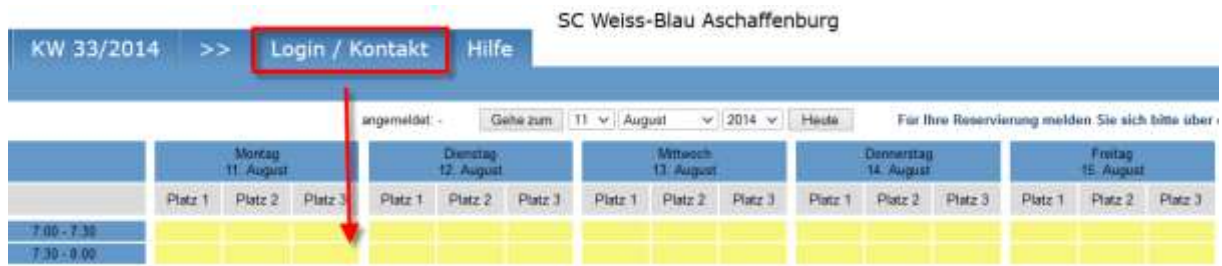 SC Weiss-Blau Aschaffenburg
KW 33/2014 >> Login / Kontakt Hilfe
angemeldet: - Gehe zum 11 August 2014 Heute Für Ihre Reservierung melden Sie sich bitte über
Montag Dienstag Mittwoch Donnerstag Freitag
11. August 12. August 13. August 14. August 15. August
Platz 1 Platz 2 Platz 3 Platz 1 Platz 2 Platz 3 Platz 1 Platz 2 Platz 3 Platz 1 Platz 2 Platz 3 Platz 1 Platz 2 Platz 3
7.00 - 7.30
7.30 - 8.00